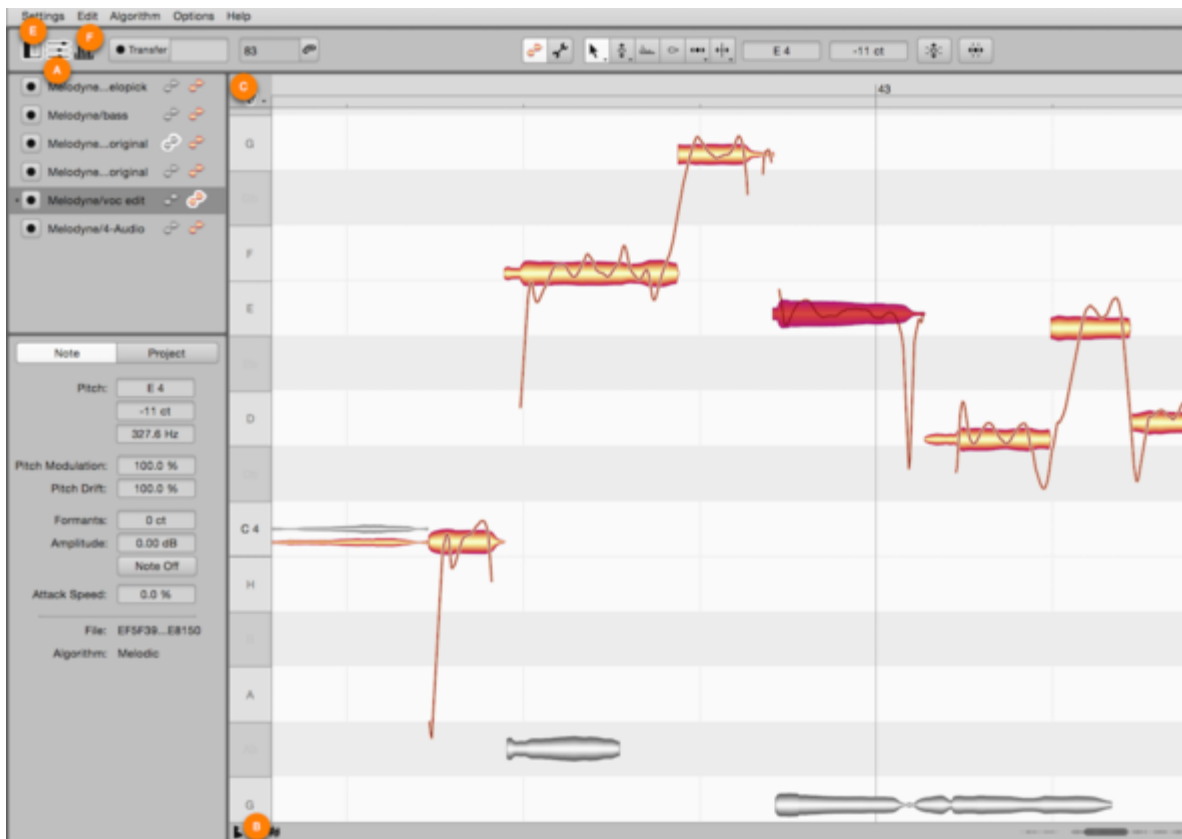 Settings Edit Algorithm Options Help
E F A
Transfer 83 E 4 -11 ct
C 43
Melodyne...elopick
Melodyne/bass
Melodyne...original
Melodyne...original
Melodyne/voc edit
Melodyne/4-Audio
G
F
E
D
C 4
H
A
G
B
Note Project
Pitch: E 4
-11 ct
327.6 Hz
Pitch Modulation: 100.0 %
Pitch Drift: 100.0 %
Formants: 0 ct
Amplitude: 0.00 dB
Note Off
Attack Speed: 0.0 %
File: EF5F39...E8150
Algorithm: Melodic